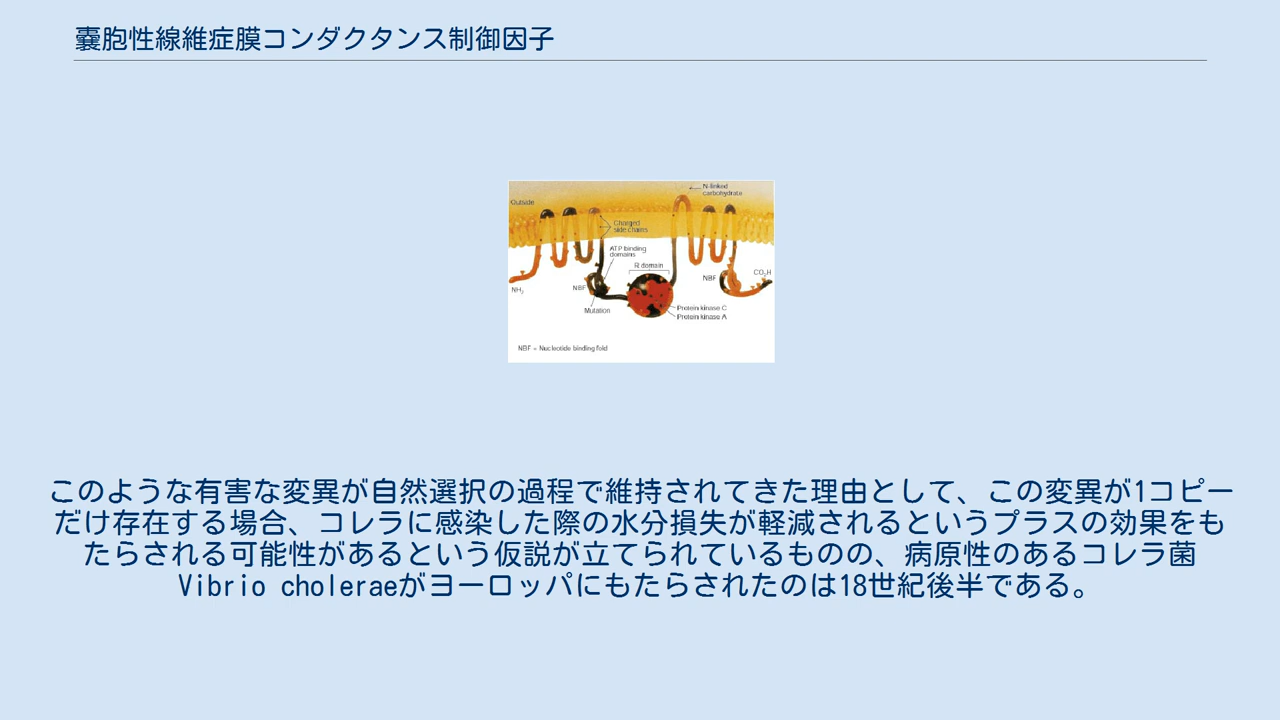 嚢胞性線維症膜コンダクタンス制御因子
N-linked
carbohydrate
Outside
Charged
side chains
ATP binding
domains
R domain
NBF
NBF
CO₂H
NH₂
Mutation
Protein kinase C
Protein kinase A
NBF = Nucleotide binding fold
このような有害な変異が自然選択の過程で維持されてきた理由として、この変異が1コピー
だけ存在する場合、コレラに感染した際の水分損失が軽減されるというプラスの効果をも
たらされる可能性があるという仮説が立てられているものの、病原性のあるコレラ菌
Vibrio choleraeがヨーロッパにもたらされたのは18世紀後半である。